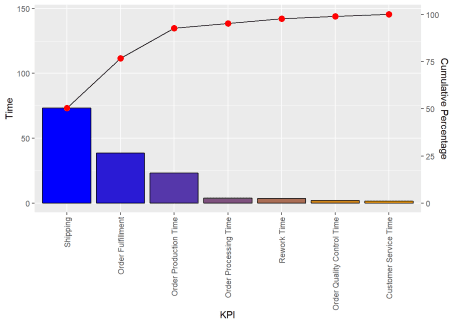 150
100
50
0
Time
100
75
50
25
0
Cumulative Percentage
Shipping
Order Fulfillment
Order Production Time
Order Processing Time
Rework Time
Order Quality Control Time
Customer Service Time
KPI